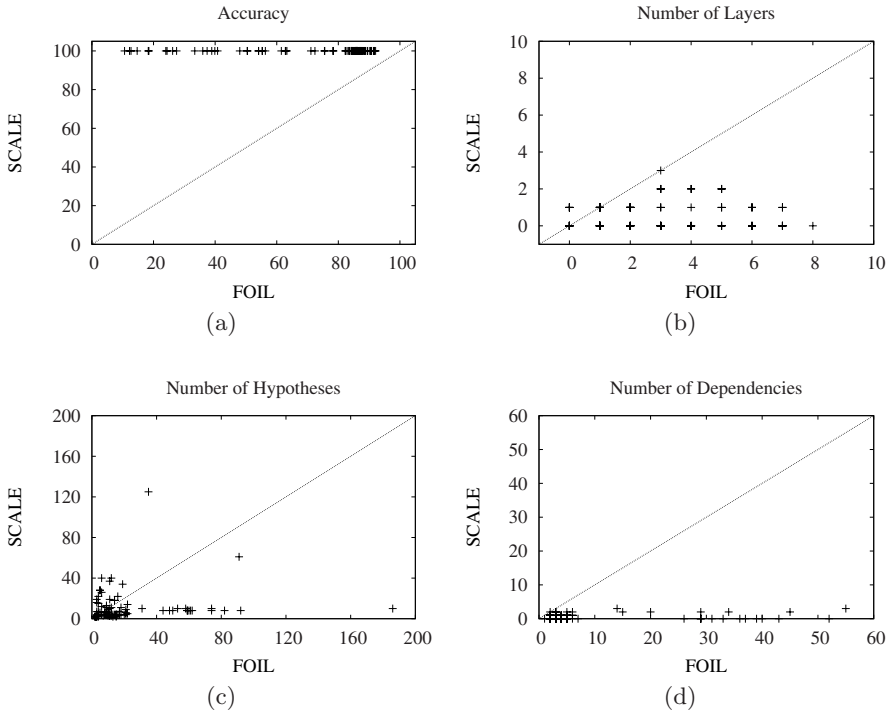 Accuracy
100
80
60
40
20
0
SCALE
0 20 40 60 80 100
FOIL
(a)
Number of Layers
10
8
6
4
2
0
SCALE
0 2 4 6 8 10
FOIL
(b)
Number of Hypotheses
200
160
120
80
40
0
SCALE
0 40 80 120 160 200
FOIL
(c)
Number of Dependencies
60
50
40
30
20
10
0
SCALE
0 10 20 30 40 50 60
FOIL
(d)